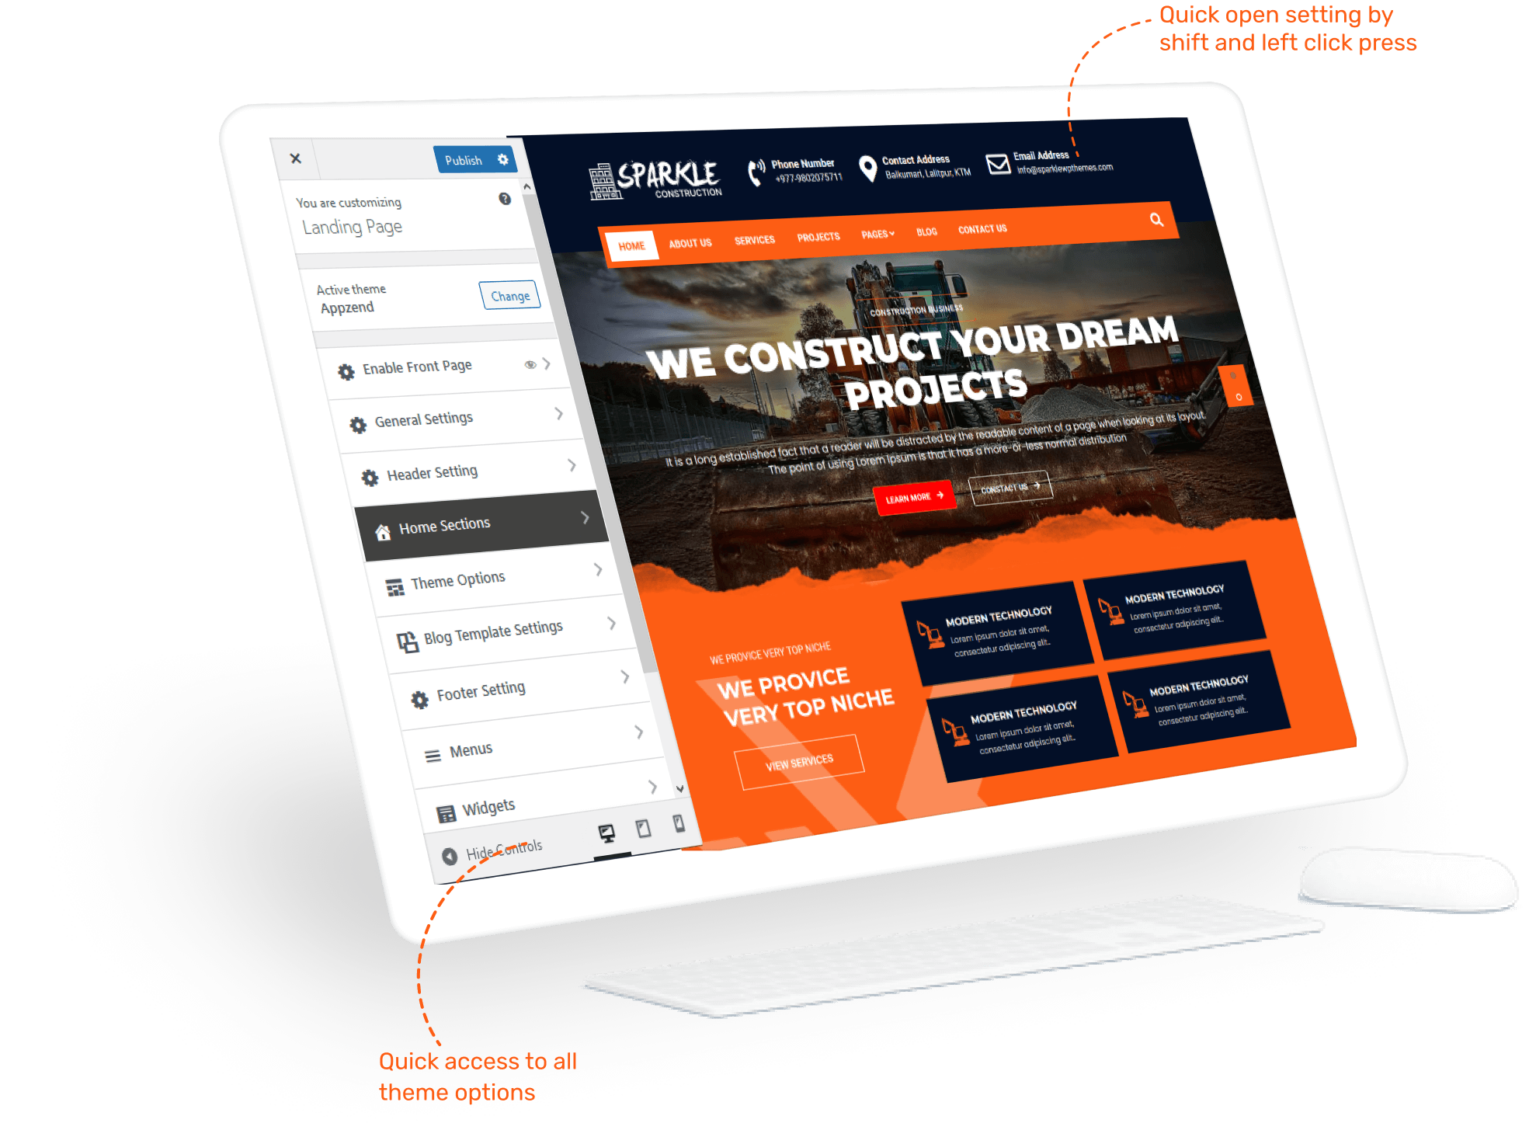 Quick open setting by
shift and left click press
Publish
You are customizing
Landing Page
Active theme
Appzend
Change
Enable Front Page
General Settings
Header Setting
Home Sections
Theme Options
Blog Template Settings
Footer Setting
Menus
Widgets
Hide Controls
SPARKLE
CONSTRUCTION
Phone Number
+977-9802075711
Contact Address
Balkumari, Lalitpur, KTM
Email Address
info@sparklewpthemes.com
HOME
ABOUT US
SERVICES
PROJECTS
PAGES
BLOG
CONTACT US
CONSTRUCTION BUSINESS
WE CONSTRUCT YOUR DREAM
PROJECTS
It is a long established fact that a reader will be distracted by the readable content of a page when looking at its layout.
The point of using Lorem Ipsum is that it has a more-or-less normal distribution
LEARN MORE
CONSTACT US
WE PROVICE VERY TOP NICHE
WE PROVICE
VERY TOP NICHE
VIEW SERVICES
MODERN TECHNOLOGY
Lorem ipsum dolor sit amet,
consectetur adipiscing elit..
MODERN TECHNOLOGY
Lorem ipsum dolor sit amet,
consectetur adipiscing elit..
MODERN TECHNOLOGY
Lorem ipsum dolor sit amet,
consectetur adipiscing elit..
MODERN TECHNOLOGY
Lorem ipsum dolor sit amet,
consectetur adipiscing elit..
Quick access to all
theme options